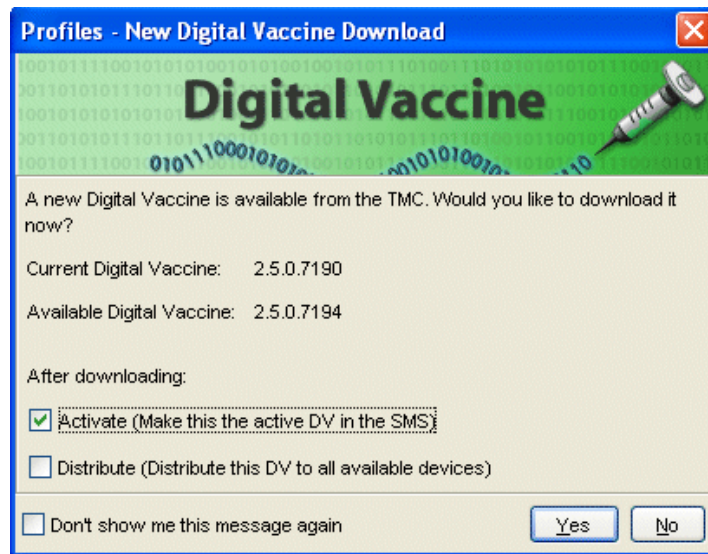 Profiles - New Digital Vaccine Download
Digital Vaccine
A new Digital Vaccine is available from the TMC. Would you like to download it
now?
Current Digital Vaccine: 2.5.0.7190
Available Digital Vaccine: 2.5.0.7194
After downloading:
Activate (Make this the active DV in the SMS)
Distribute (Distribute this DV to all available devices)
Don't show me this message again
Yes No